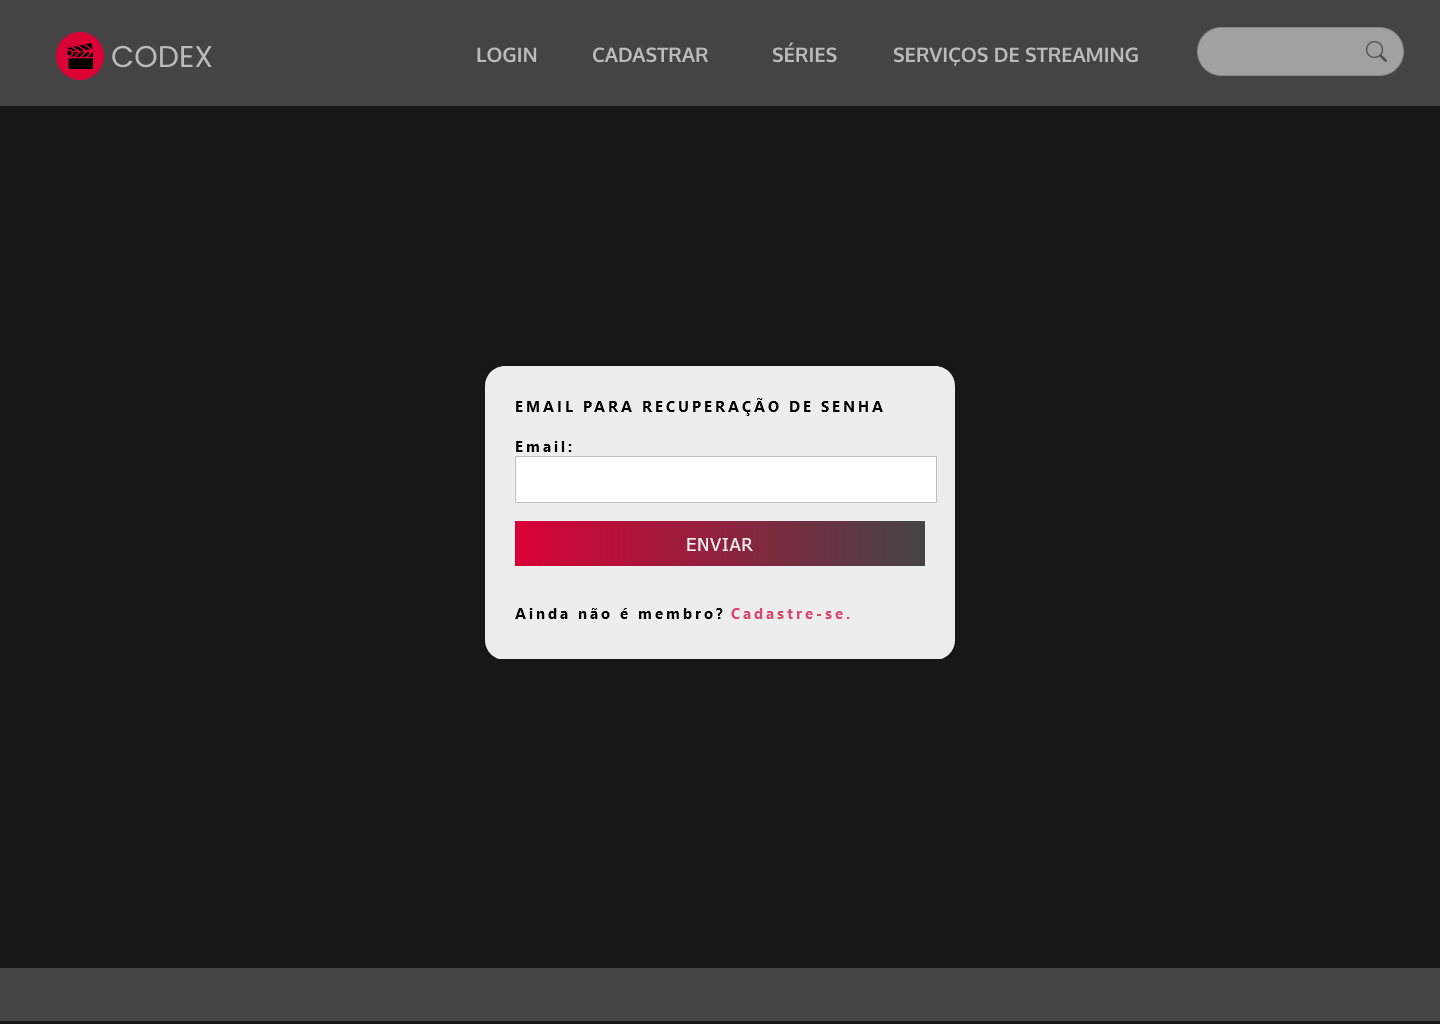 CODEX
LOGIN CADASTRAR SÉRIES SERVIÇOS DE STREAMING
EMAIL PARA RECUPERAÇÃO DE SENHA
Email:
ENVIAR
Ainda não é membro? Cadastre-se.